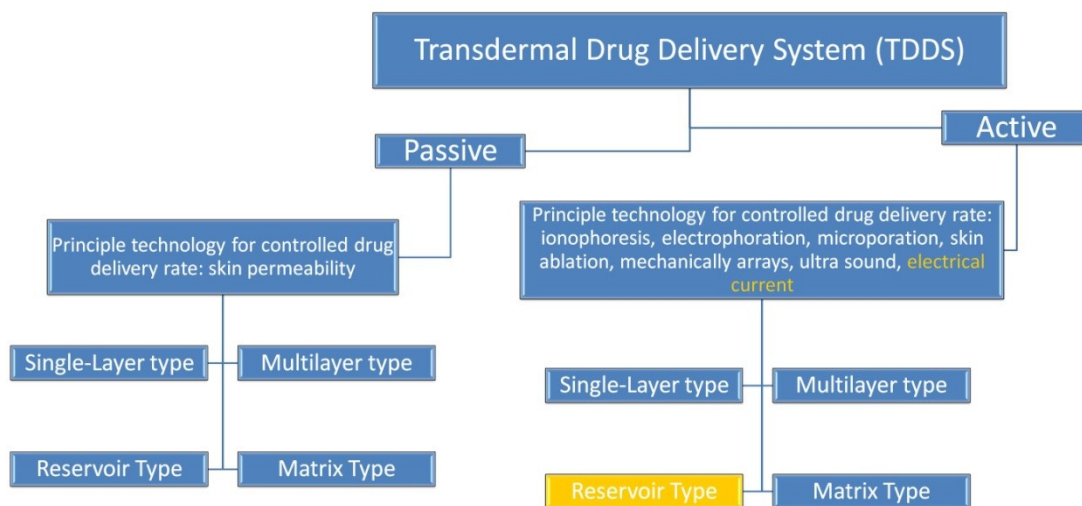 Transdermal Drug Delivery System (TDDS)
Active
Passive
Principle technology for controlled drug
delivery rate: skin permeability
Single-Layer type
Multilayer type
Reservoir Type
Matrix Type
Principle technology for controlled drug delivery rate:
ionophoresis, electrophoration, microporation, skin
ablation, mechanically arrays, ultra sound, electrical
current
Single-Layer type
Multilayer type
Reservoir Type
Matrix Type